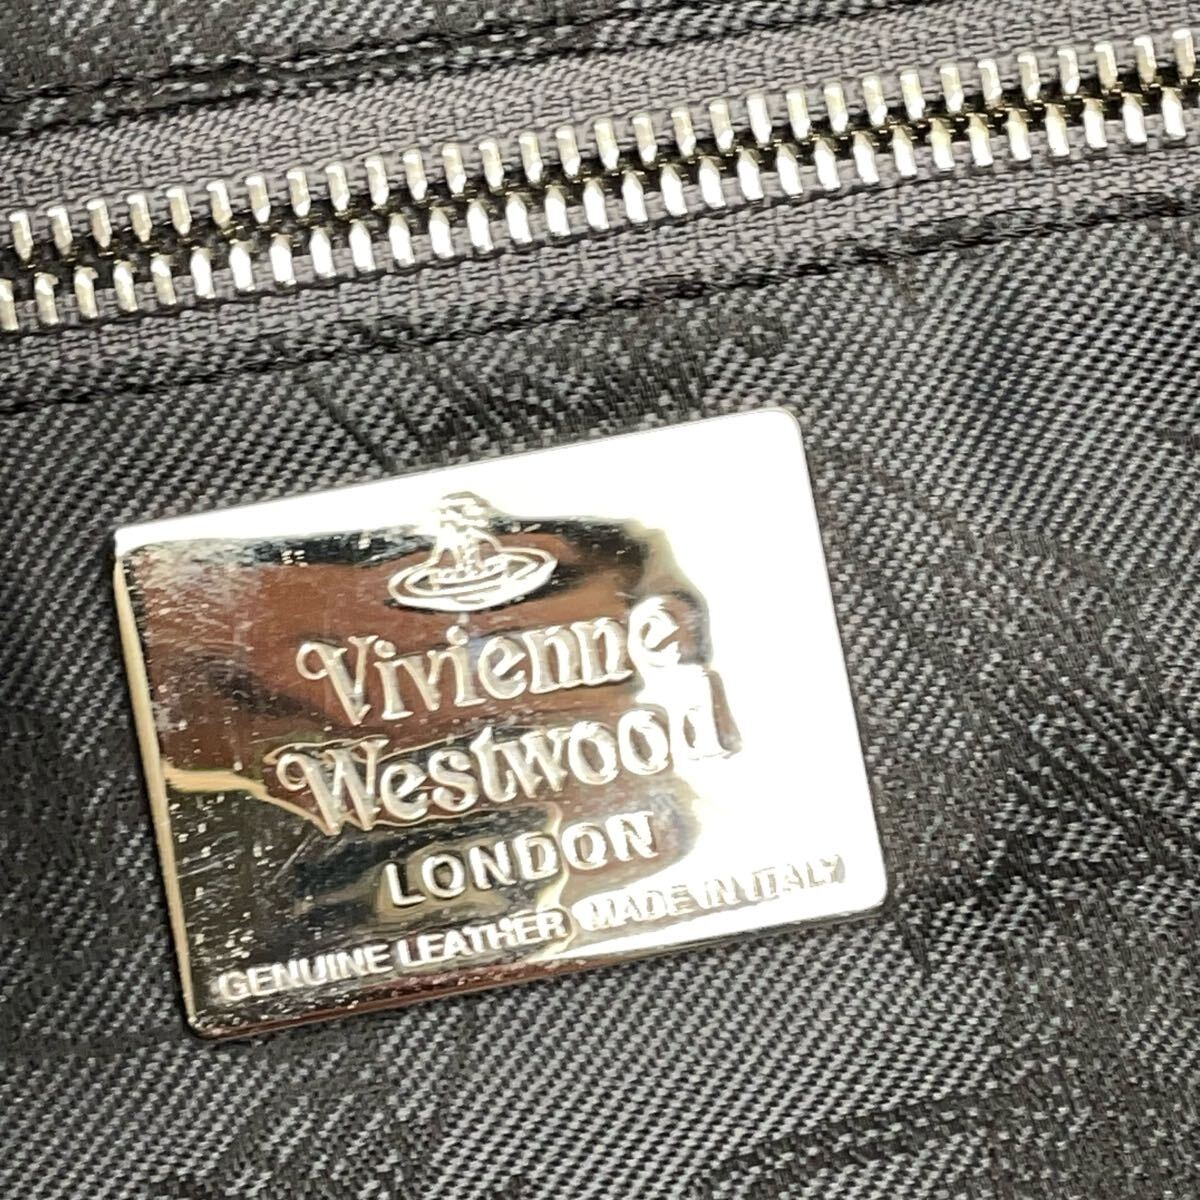 Vivienne
Westwood
LONDON
GENUINE LEATHER MADE IN ITALY